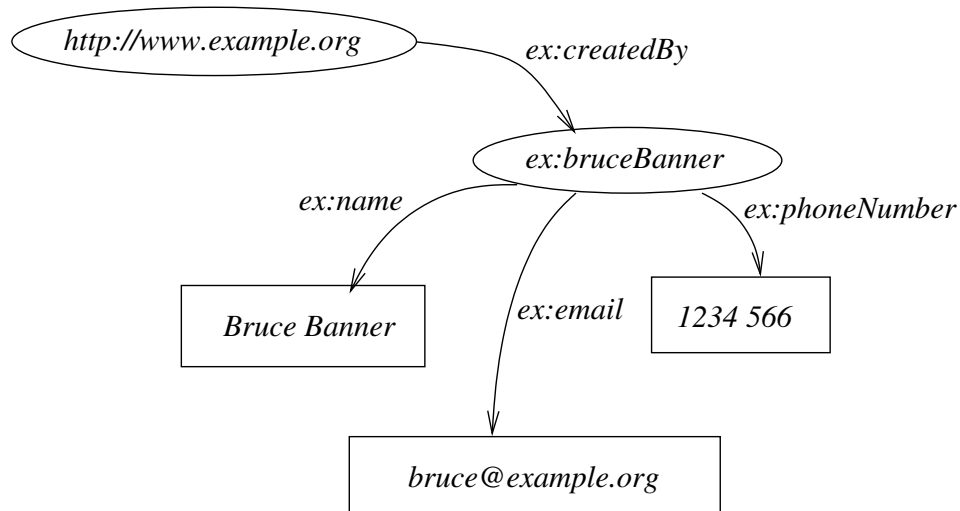 http://www.example.org
ex:createdBy
ex:bruceBanner
ex:name
ex:phoneNumber
ex:email
1234 566
Bruce Banner
bruce@example.org